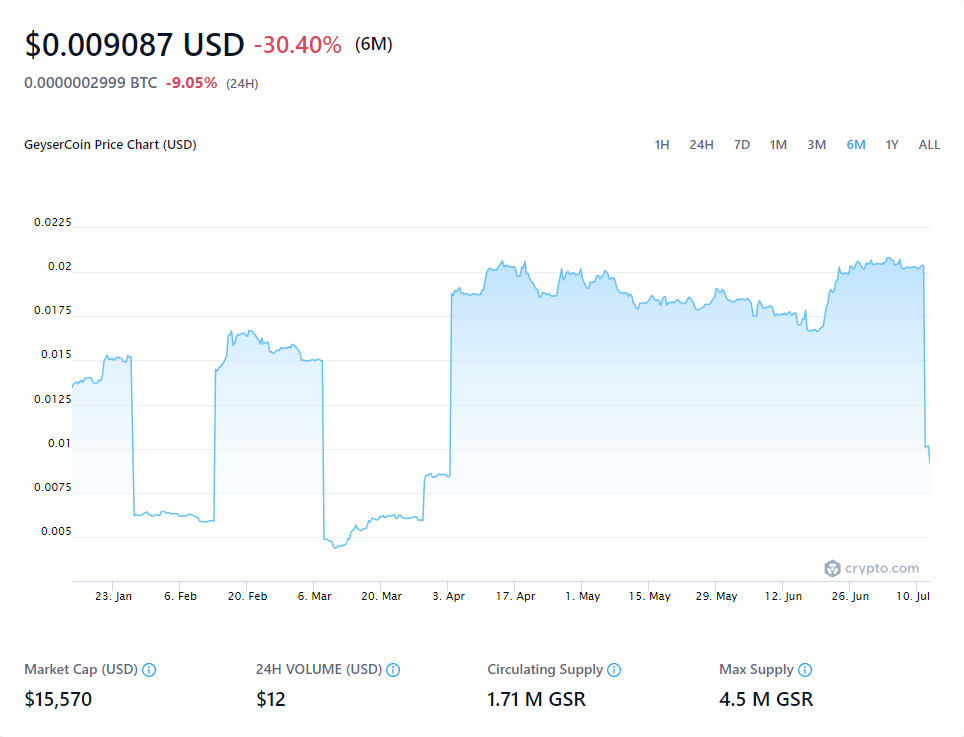 $0.009087 USD -30.40% (6M)
0.0000002999 BTC -9.05% (24H)
GeyserCoin Price Chart (USD) 1H 24H 7D 1M 3M 6M 1Y ALL
0.0225
0.02
0.0175
0.015
0.0125
0.01
0.0075
0.005
crypto.com
23. Jan 6. Feb 20. Feb 6. Mar 20. Mar 3. Apr 17. Apr 1. May 15. May 29. May 12. Jun 26. Jun 10. Jul
Market Cap (USD) 24H VOLUME (USD) Circulating Supply Max Supply
$15,570 $12 1.71 M GSR 4.5 M GSR